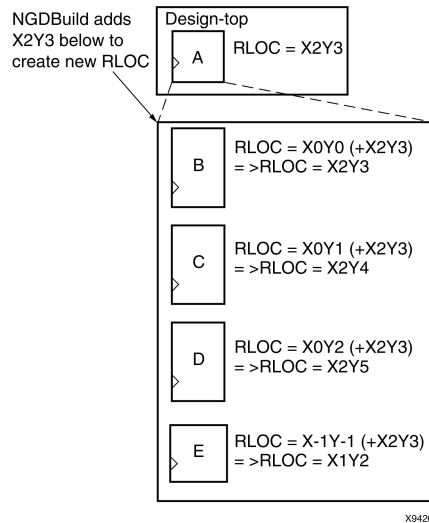 NGDBuild adds
X2Y3 below to
create new RLOC
Design-top
A
RLOC = X2Y3
B
RLOC = X0Y0 (+X2Y3)
= >RLOC = X2Y3
C
RLOC = X0Y1 (+X2Y3)
= >RLOC = X2Y4
D
RLOC = X0Y2 (+X2Y3)
= >RLOC = X2Y5
E
RLOC = X-1Y-1 (+X2Y3)
= >RLOC = X1Y2